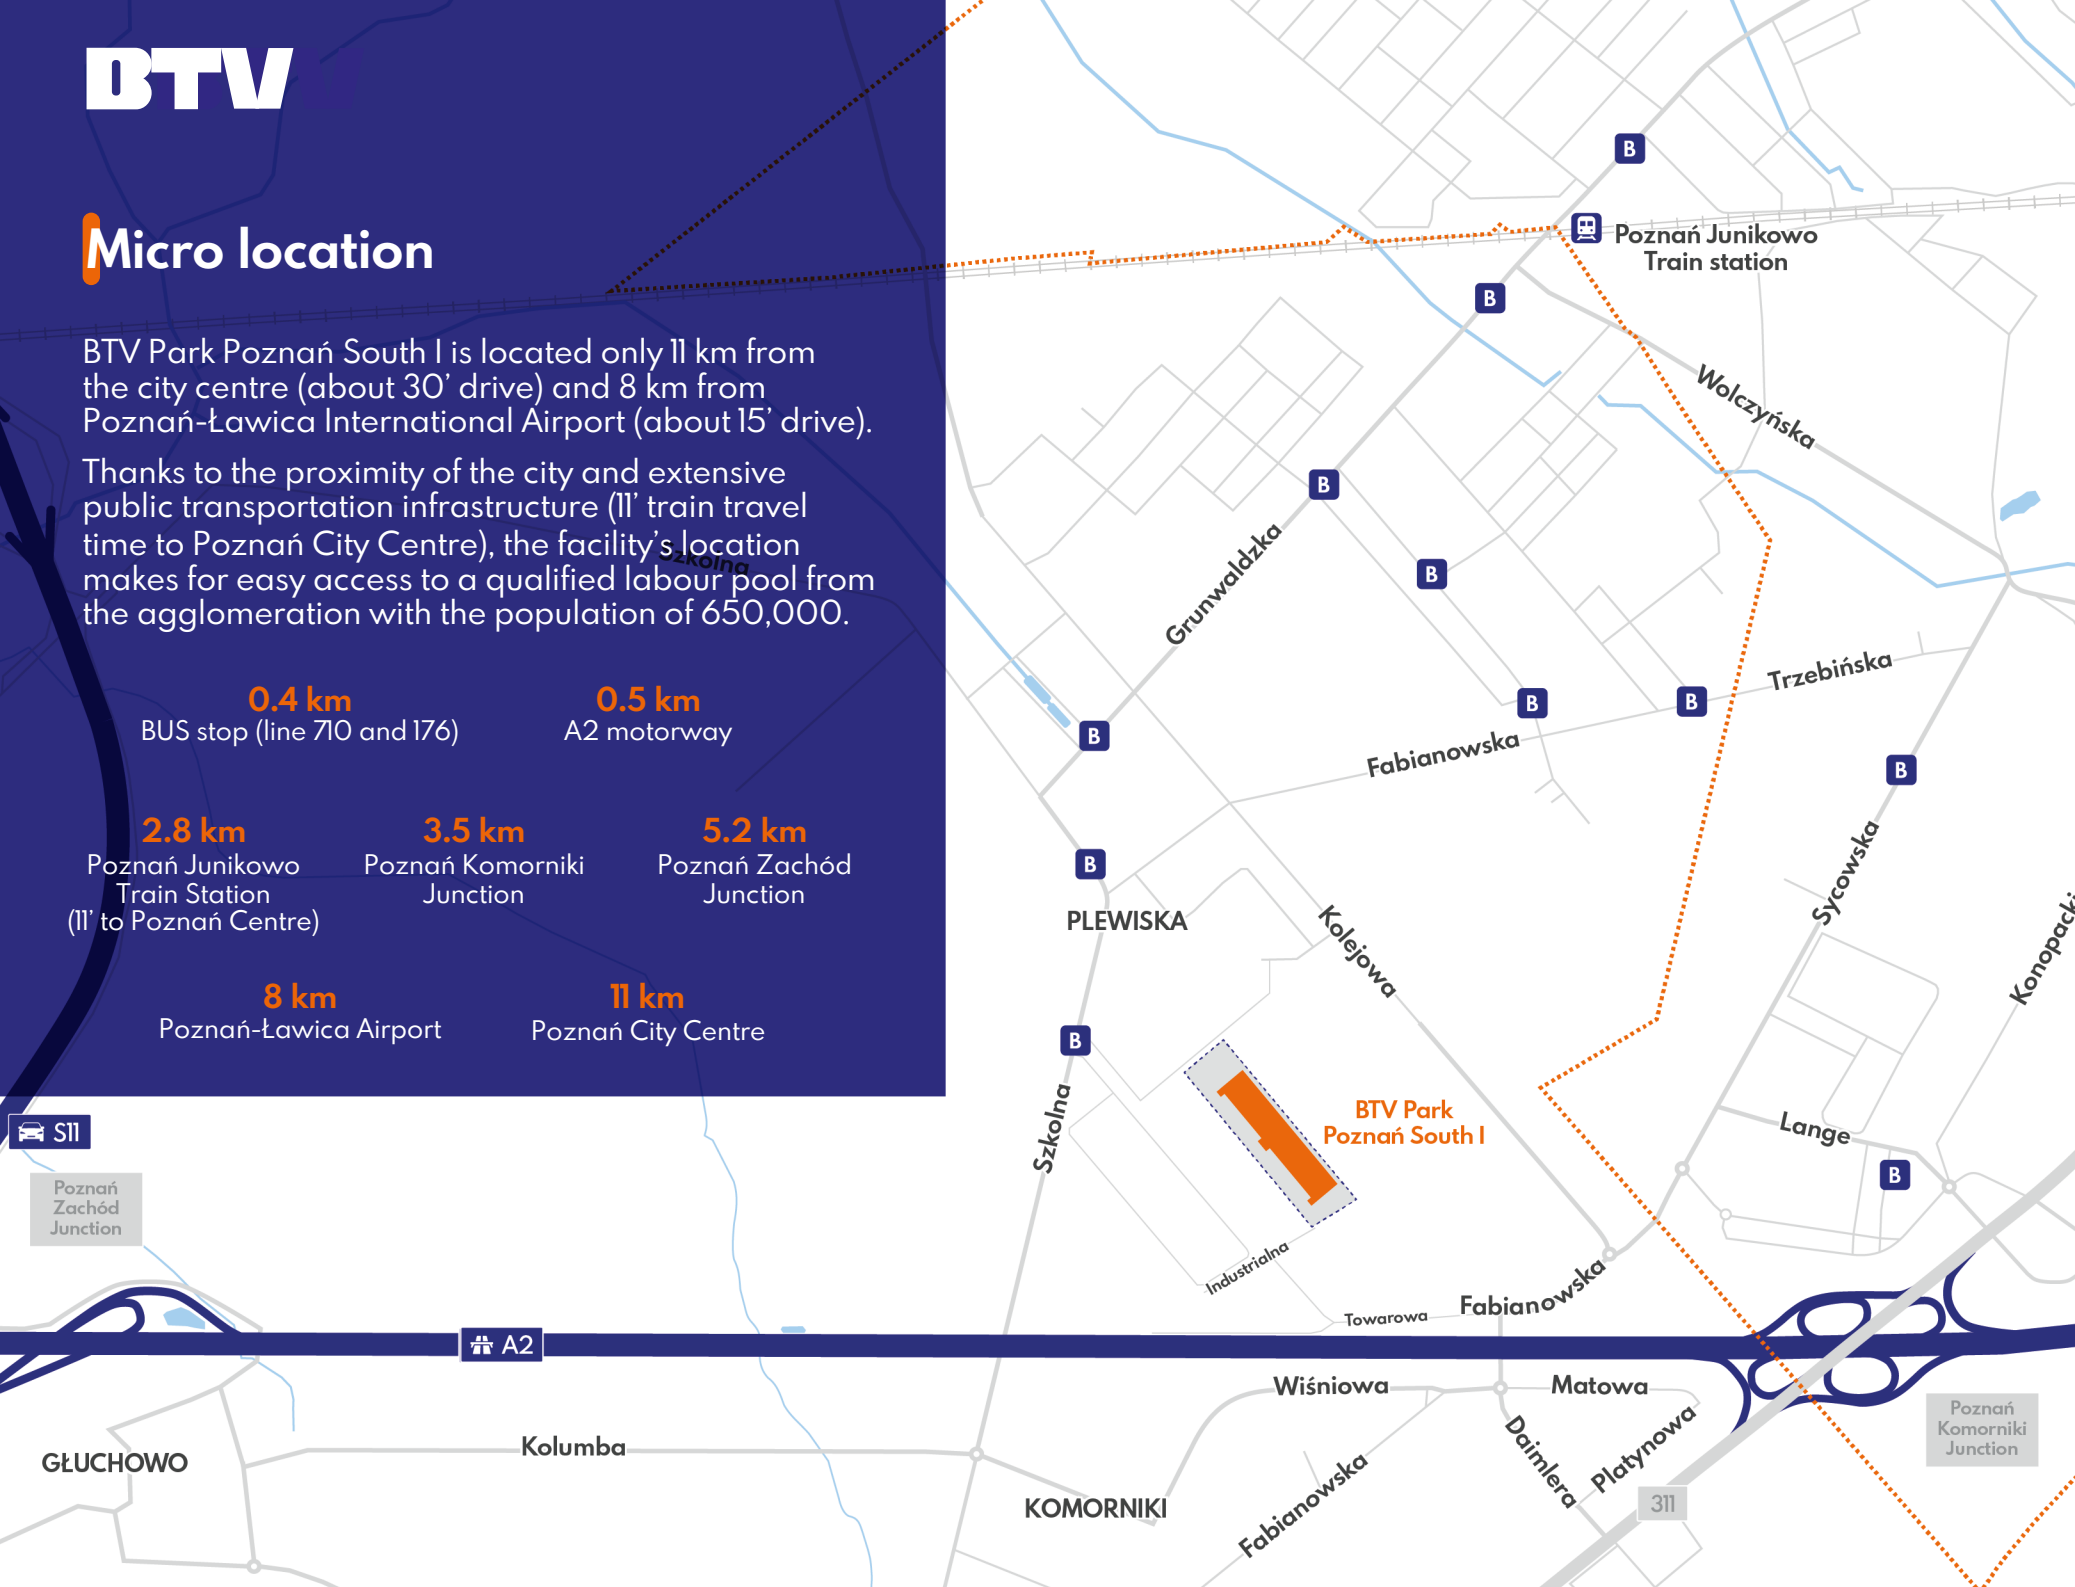 BTV
Micro location
BTV Park Poznań South I is located only 11 km from
the city centre (about 30’ drive) and 8 km from
Poznań-Ławica International Airport (about 15’ drive).
Thanks to the proximity of the city and extensive
public transportation infrastructure (11’ train travel
time to Poznań City Centre), the facility’s location
makes for easy access to a qualified labour pool from
the agglomeration with the population of 650,000.
Szkolna
0.4 km
BUS stop (line 710 and 176)
0.5 km
A2 motorway
2.8 km
Poznań Junikowo
Train Station
(11’ to Poznań Centre)
3.5 km
Poznań Komorniki
Junction
5.2 km
Poznań Zachód
Junction
8 km
Poznań-Ławica Airport
11 km
Poznań City Centre
B
Poznań Junikowo
Train station
B
Wolczyńska
B
Grunwaldzka
B
Trzebińska
B
B
B
Fabianowska
B
B
Sycowska
PLEWISKA
Kolejowa
Konopacki
B
Szkolna
BTV Park
Poznań South I
Lange
B
S11
Poznań
Zachód
Junction
Industrialna
Fabianowska
Towarowa
A2
Wiśniowa
Matowa
Daimlera
Platynowa
Poznań
Komorniki
Junction
Kolumba
GŁUCHOWO
KOMORNIKI
Fabianowska
311